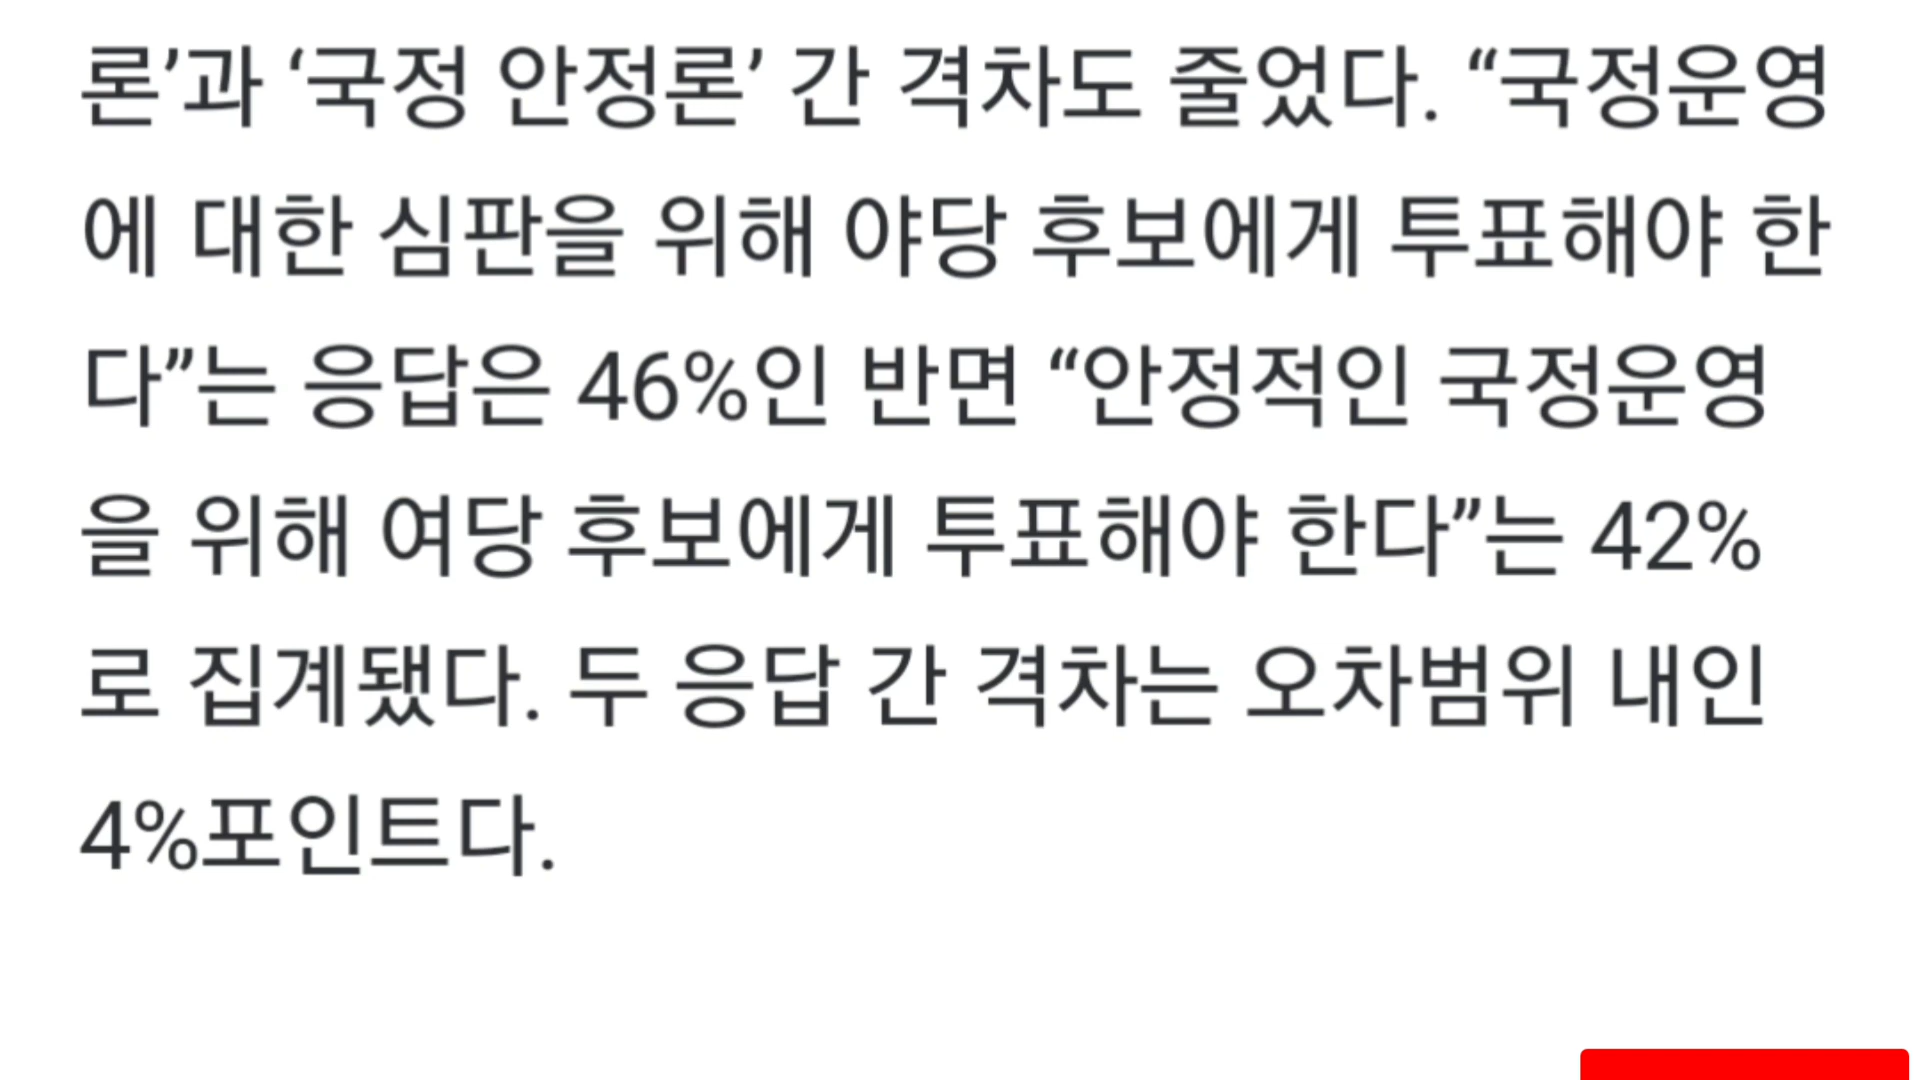 론’과 ‘국정 안정론’ 간 격차도 줄었다. “국정운영
에 대한 심판을 위해 야당 후보에게 투표해야 한
다”는 응답은 46%인 반면 “안정적인 국정운영
을 위해 여당 후보에게 투표해야 한다”는 42%
로 집계됐다. 두 응답 간 격차는 오차범위 내인
4%포인트다.